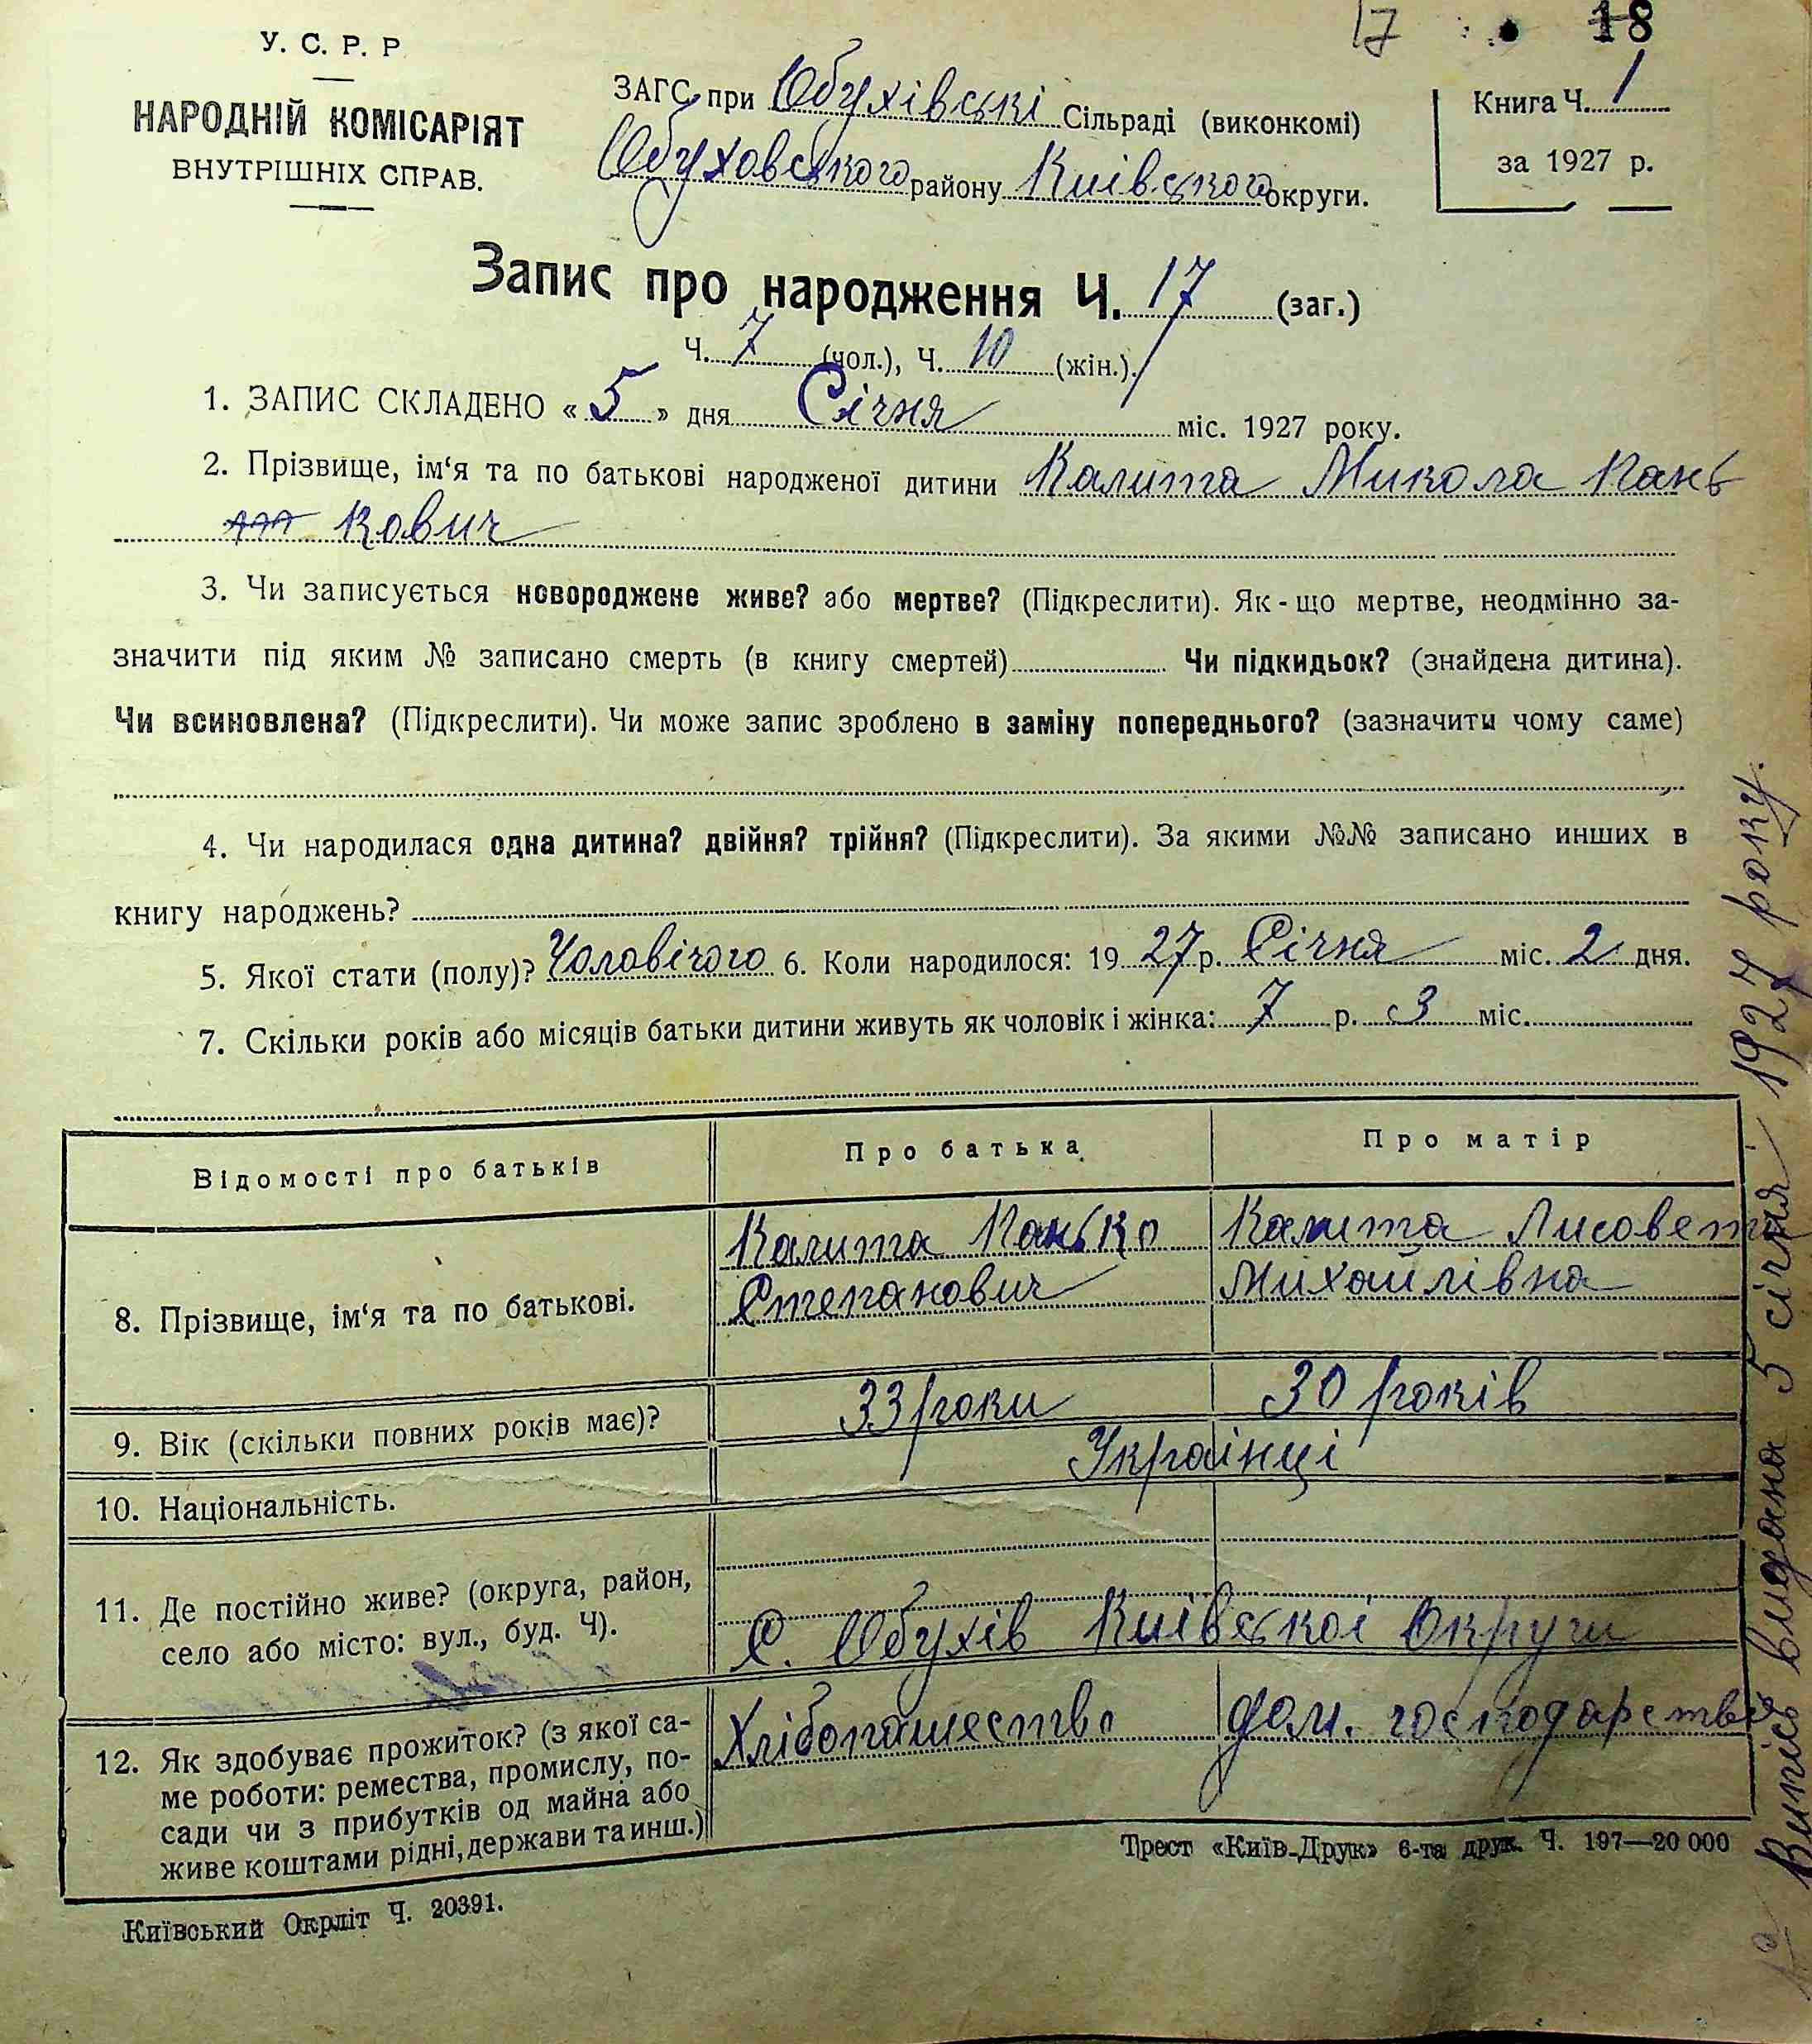 17 18
У. С. Р. Р
НАРОДНІЙ КОМІСАРІЯТ
ВНУТРІШНІХ СПРАВ.
ЗАГС при Обухівські Сільраді (виконкомі)
Обуховського району Київського округи.
Книга Ч. 1
за 1927 р.
Запис про народження Ч. 17 (заг.)
Ч. 7 (чол.), Ч. 10 (жін.).
1. ЗАПИС СКЛАДЕНО « 5 » дня Січня міс. 1927 року.
2. Прізвище, ім‘я та по батькові народженої дитини Калита Микола Пань
кович
3. Чи записується новороджене живе? або мертве? (Підкреслити). Як-що мертве, неодмінно за-
значити під яким № записано смерть (в книгу смертей) Чи підкидьок? (знайдена дитина).
Чи всиновлена? (Підкреслити). Чи може запис зроблено в заміну попереднього? (зазначити чому саме)
4. Чи народилася одна дитина? двійня? трійня? (Підкреслити). За якими №№ записано инших в
книгу народжень?
5. Якої стати (полу)? Чоловічого 6. Коли народилося: 19 27 р. Січня міс. 2 дня.
7. Скільки років або місяців батьки дитини живуть як чоловік і жінка: 7 р. 3 міс.
Відомості про батьків Про батька Про матір
8. Прізвище, ім‘я та по батькові.
Калита Панько
Степанович
Калита Лисовета
Михайлівна
9. Вік (скільки повних років має)? 33 роки 30 років
10. Національність. Українці
11. Де постійно живе? (округа, район,
село або місто: вул., буд. Ч).
С. Обухів Київської Округи
12. Як здобуває прожиток? (з якої са-
ме роботи: ремества, промислу, по-
сади чи з прибутків од майна або
живе коштами рідні, держави та инш.)
Хлібопашество
дом. господарство
Трест «Київ-Друк» 6-та друк. Ч. 197—20 000
Київський Окрліт Ч. 20391.
Випись видана 5 січня 1927 року.